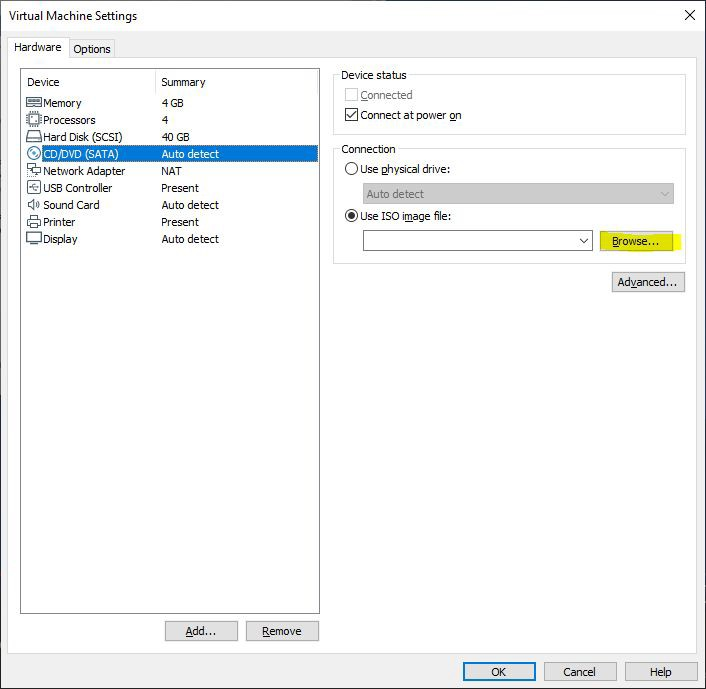 Virtual Machine Settings
Hardware
Options
Device Summary
Memory 4 GB
Processors 4
Hard Disk (SCSI) 40 GB
CD/DVD (SATA) Auto detect
Network Adapter NAT
USB Controller Present
Sound Card Auto detect
Printer Present
Display Auto detect
Add... Remove
Device status
Connected
Connect at power on
Connection
Use physical drive:
Auto detect
Use ISO image file:
Browse...
Advanced...
OK Cancel Help